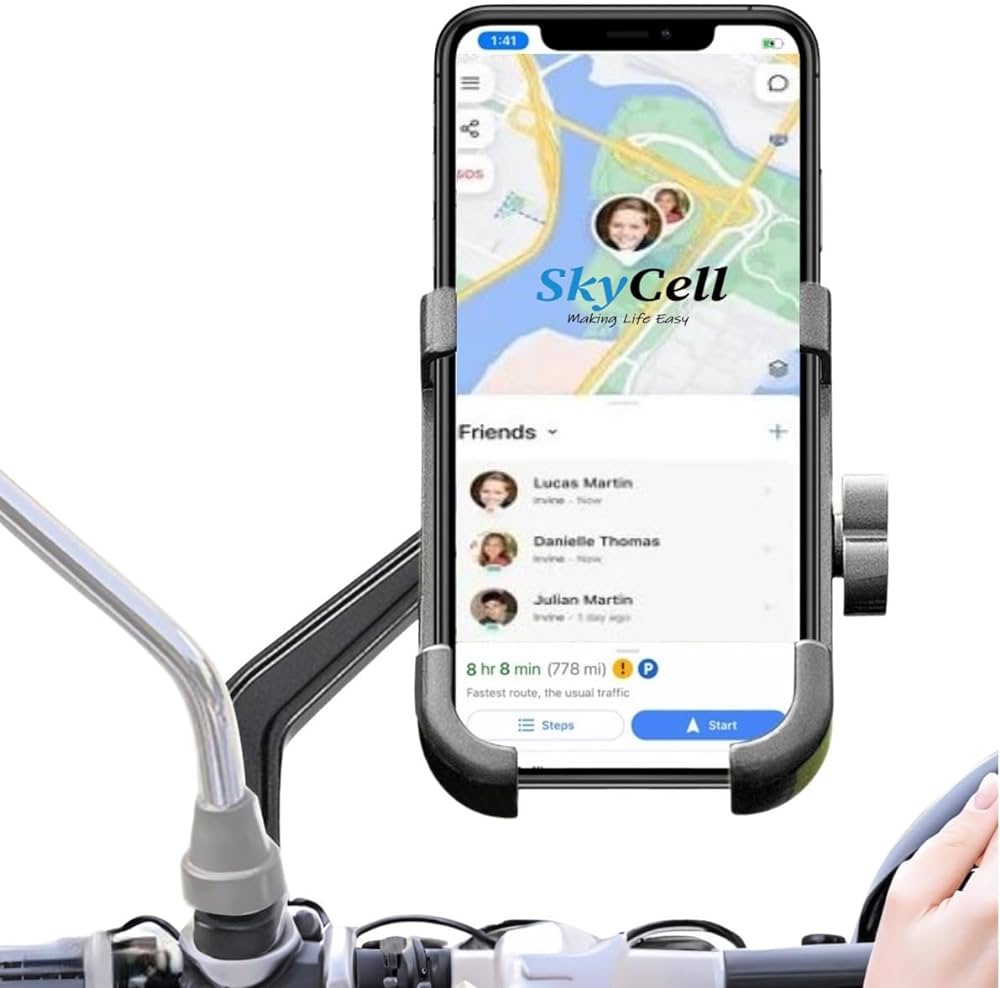 1:41
SOS
SkyCell
Making Life Easy
Friends
Lucas Martin
Irvine - Now
Danielle Thomas
Irvine - Now
Julian Martin
Irvine - 1 day ago
8 hr 8 min (778 mi) ! P
Fastest route, the usual traffic
Steps
Start